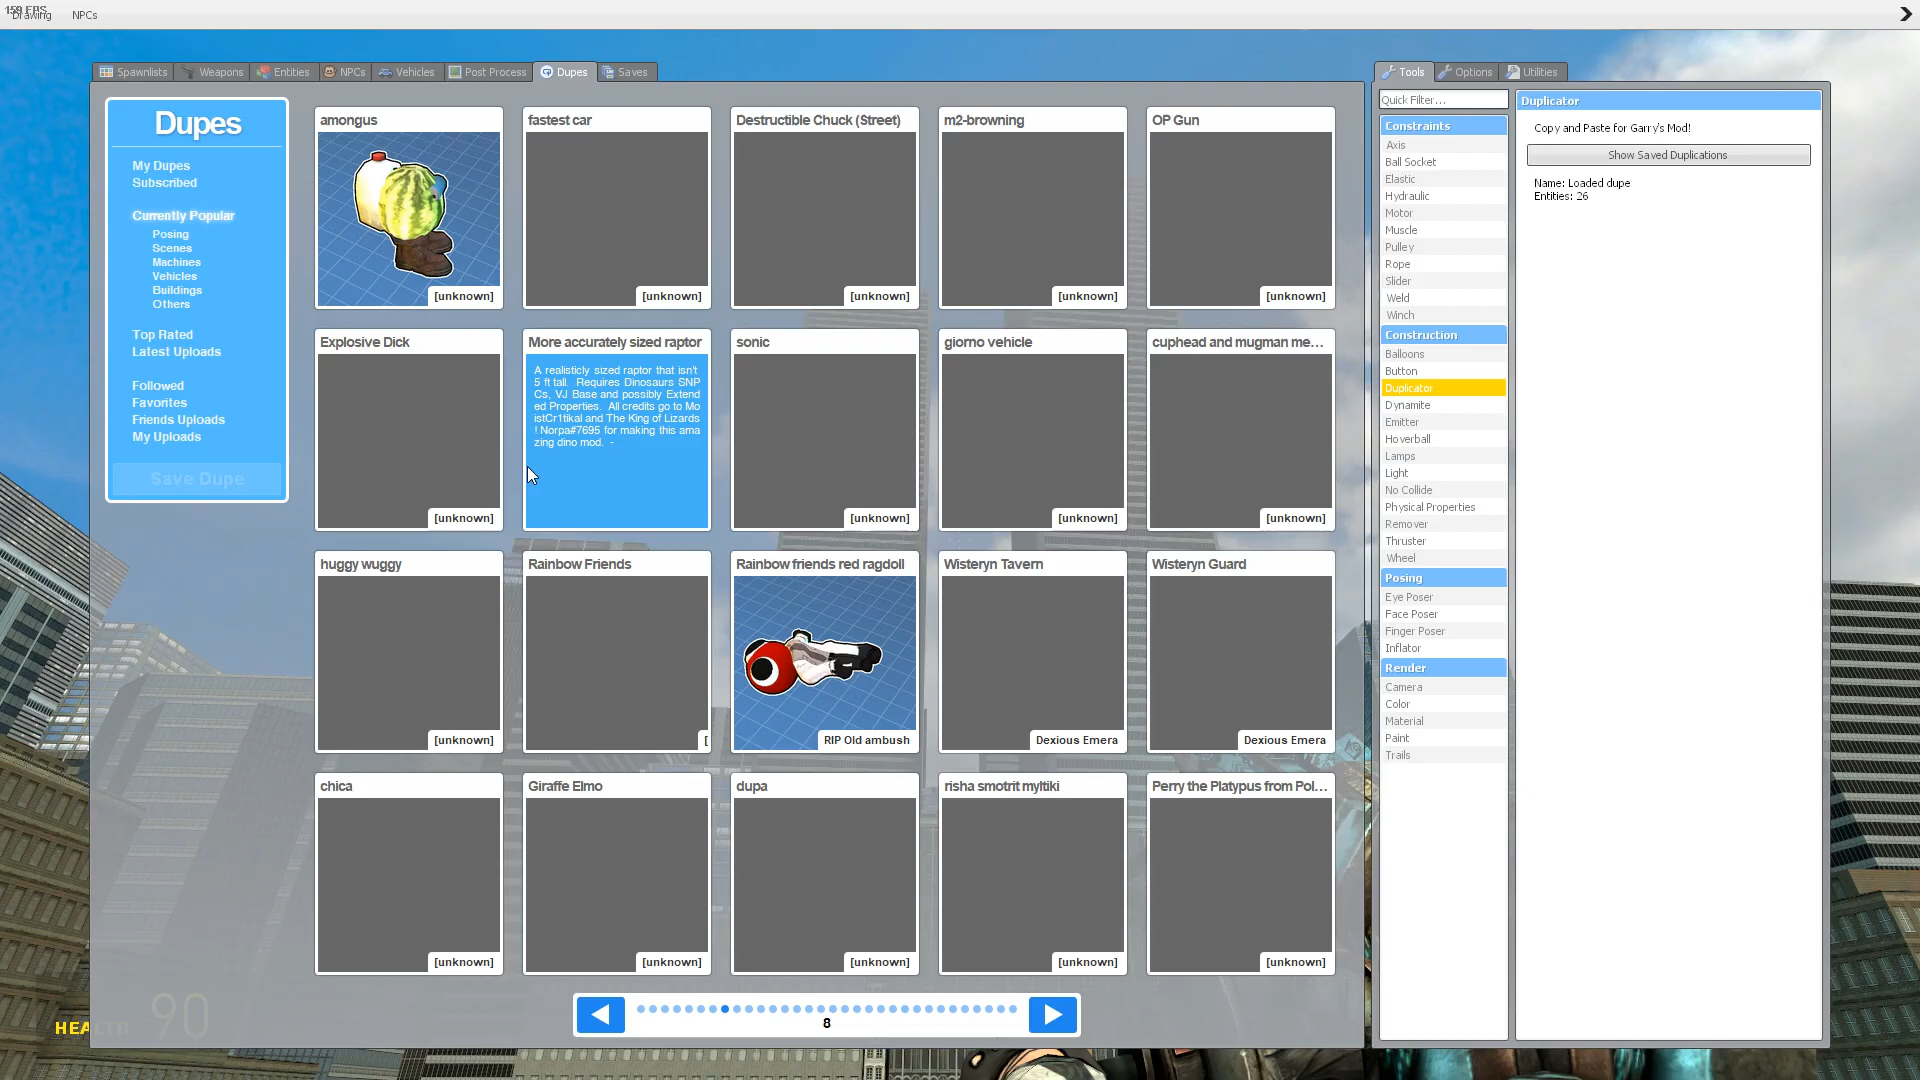 159 FPS
Drawing NPCs
Spawnlists Weapons Entities NPCs Vehicles Post Process Dupes Saves
Tools Options Utilities
Dupes
My Dupes
Subscribed
Currently Popular
Posing
Scenes
Machines
Vehicles
Buildings
Others
Top Rated
Latest Uploads
Followed
Favorites
Friends Uploads
My Uploads
Save Dupe
amongus
[unknown]
fastest car
[unknown]
Destructible Chuck (Street)
[unknown]
m2-browning
[unknown]
OP Gun
[unknown]
Explosive Dick
[unknown]
More accurately sized raptor
A realisticly sized raptor that isn't
5 ft tall. Requires Dinosaurs SNP
Cs, VJ Base and possibly Extend
ed Properties. All credits go to Mo
istCr1tikal and The King of Lizards
! Norpa#7695 for making this ama
zing dino mod. -
sonic
[unknown]
giorno vehicle
[unknown]
cuphead and mugman me...
[unknown]
huggy wuggy
[unknown]
Rainbow Friends
[
Rainbow friends red ragdoll
RIP Old ambush
Wisteryn Tavern
Dexious Emera
Wisteryn Guard
Dexious Emera
chica
[unknown]
Giraffe Elmo
[unknown]
dupa
[unknown]
risha smotrit myltiki
[unknown]
Perry the Platypus from Pol...
[unknown]
8
HEALTH 90
Quick Filter...
Constraints
Axis
Ball Socket
Elastic
Hydraulic
Motor
Muscle
Pulley
Rope
Slider
Weld
Winch
Construction
Balloons
Button
Duplicator
Dynamite
Emitter
Hoverball
Lamps
Light
No Collide
Physical Properties
Remover
Thruster
Wheel
Posing
Eye Poser
Face Poser
Finger Poser
Inflator
Render
Camera
Color
Material
Paint
Trails
Duplicator
Copy and Paste for Garry's Mod!
Show Saved Duplications
Name: Loaded dupe
Entities: 26